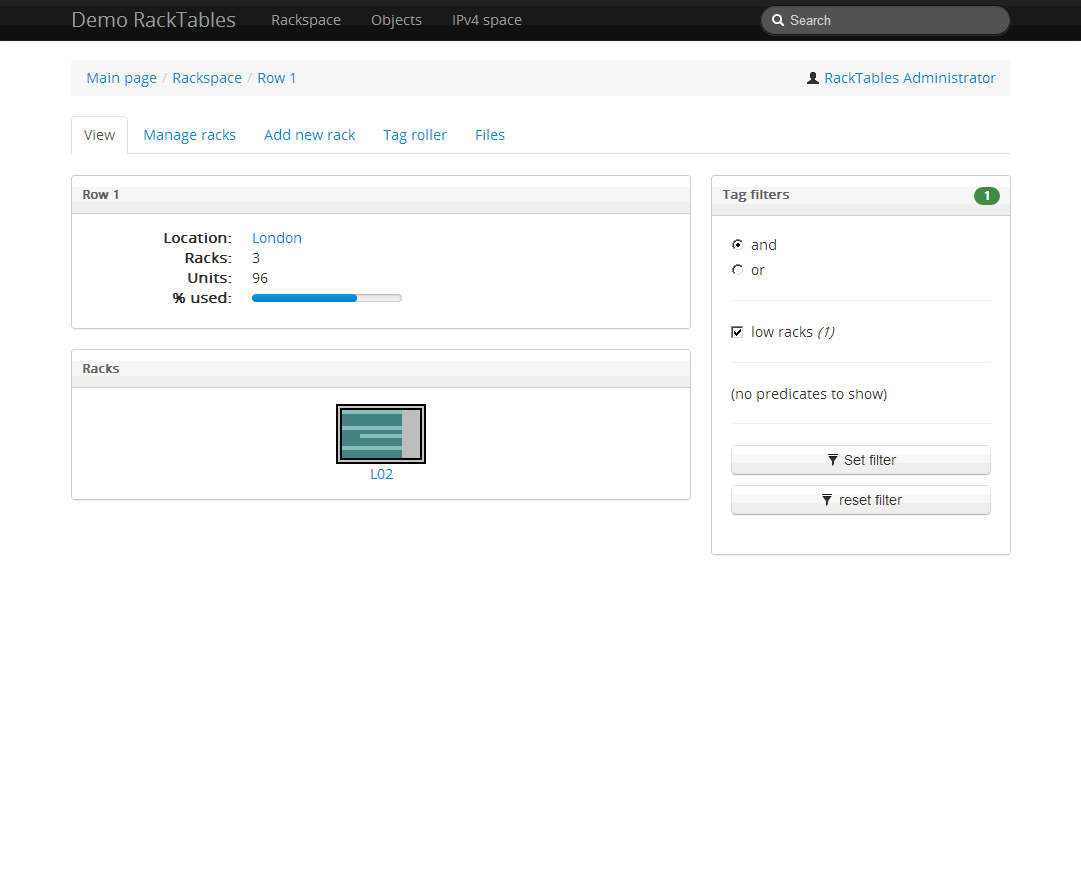 Demo RackTables Rackspace Objects IPv4 space Search
Main page / Rackspace / Row 1 RackTables Administrator
View Manage racks Add new rack Tag roller Files
Row 1
Location: London
Racks: 3
Units: 96
% used:
Racks
L02
Tag filters 1
and
or
low racks (1)
(no predicates to show)
Set filter
reset filter